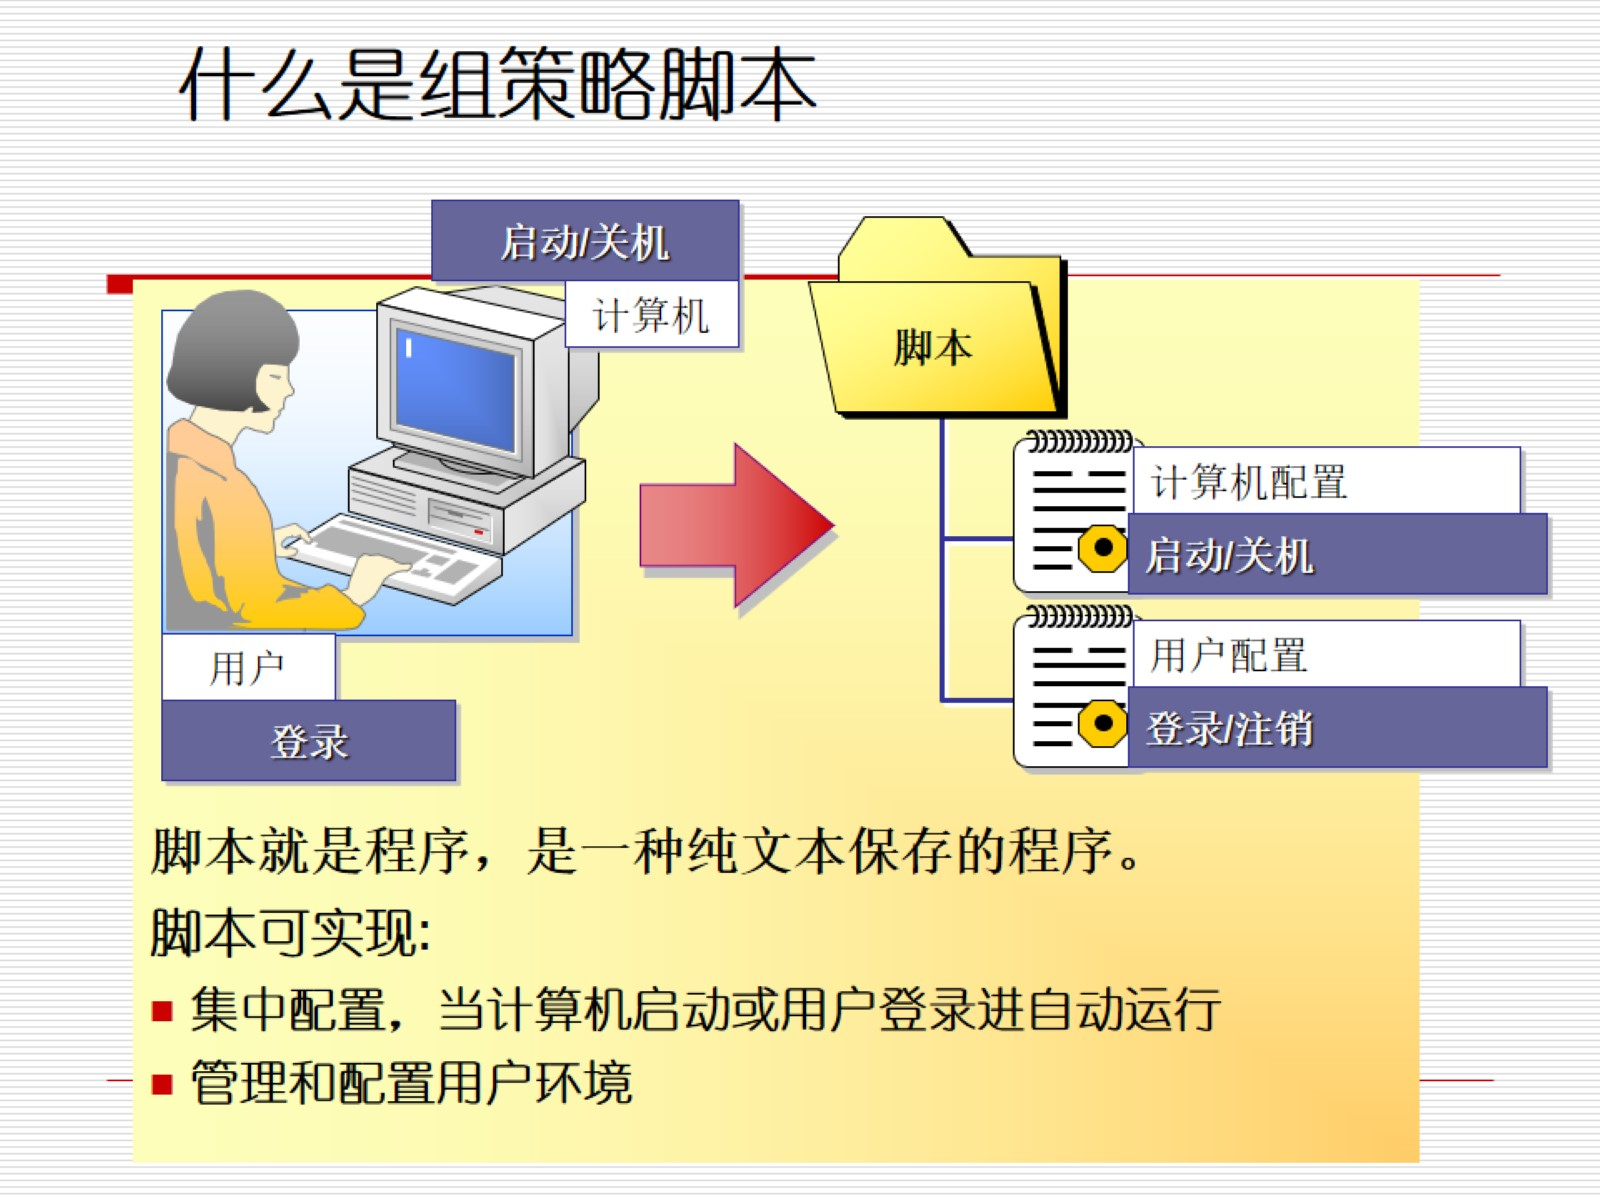 什么是组策略脚本
启动/关机
计算机
脚本
计算机配置
启动/关机
用户配置
登录/注销
用户
登录
脚本就是程序，是一种纯文本保存的程序。
脚本可实现:
集中配置，当计算机启动或用户登录进自动运行
管理和配置用户环境